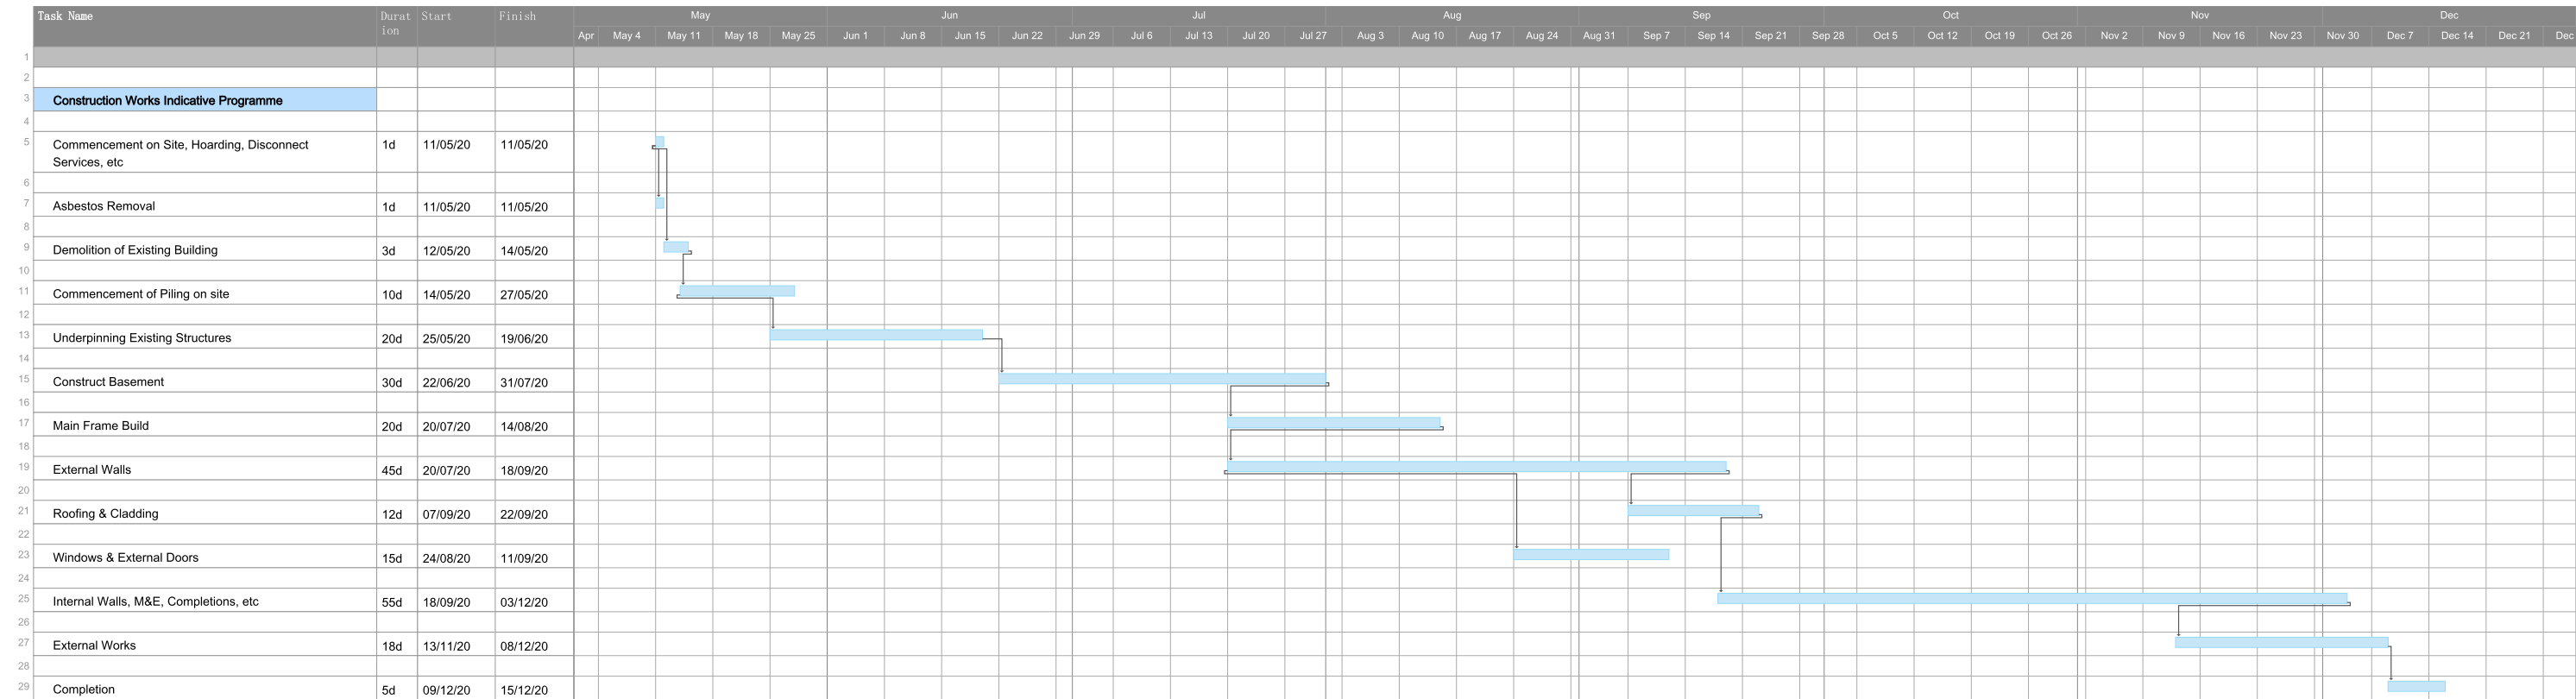 Task Name Durat Start Finish May Jun Jul Aug Sep Oct Nov Dec
ion
Apr May 4 May 11 May 18 May 25 Jun 1 Jun 8 Jun 15 Jun 22 Jun 29 Jul 6 Jul 13 Jul 20 Jul 27 Aug 3 Aug 10 Aug 17 Aug 24 Aug 31 Sep 7 Sep 14 Sep 21 Sep 28 Oct 5 Oct 12 Oct 19 Oct 26 Nov 2 Nov 9 Nov 16 Nov 23 Nov 30 Dec 7 Dec 14 Dec 21 Dec
1
2
3 Construction Works Indicative Programme
4
5 Commencement on Site, Hoarding, Disconnect 1d 11/05/20 11/05/20
Services, etc
6
7 Asbestos Removal 1d 11/05/20 11/05/20
8
9 Demolition of Existing Building 3d 12/05/20 14/05/20
10
11 Commencement of Piling on site 10d 14/05/20 27/05/20
12
13 Underpinning Existing Structures 20d 25/05/20 19/06/20
14
15 Construct Basement 30d 22/06/20 31/07/20
16
17 Main Frame Build 20d 20/07/20 14/08/20
18
19 External Walls 45d 20/07/20 18/09/20
20
21 Roofing & Cladding 12d 07/09/20 22/09/20
22
23 Windows & External Doors 15d 24/08/20 11/09/20
24
25 Internal Walls, M&E, Completions, etc 55d 18/09/20 03/12/20
26
27 External Works 18d 13/11/20 08/12/20
28
29 Completion 5d 09/12/20 15/12/20